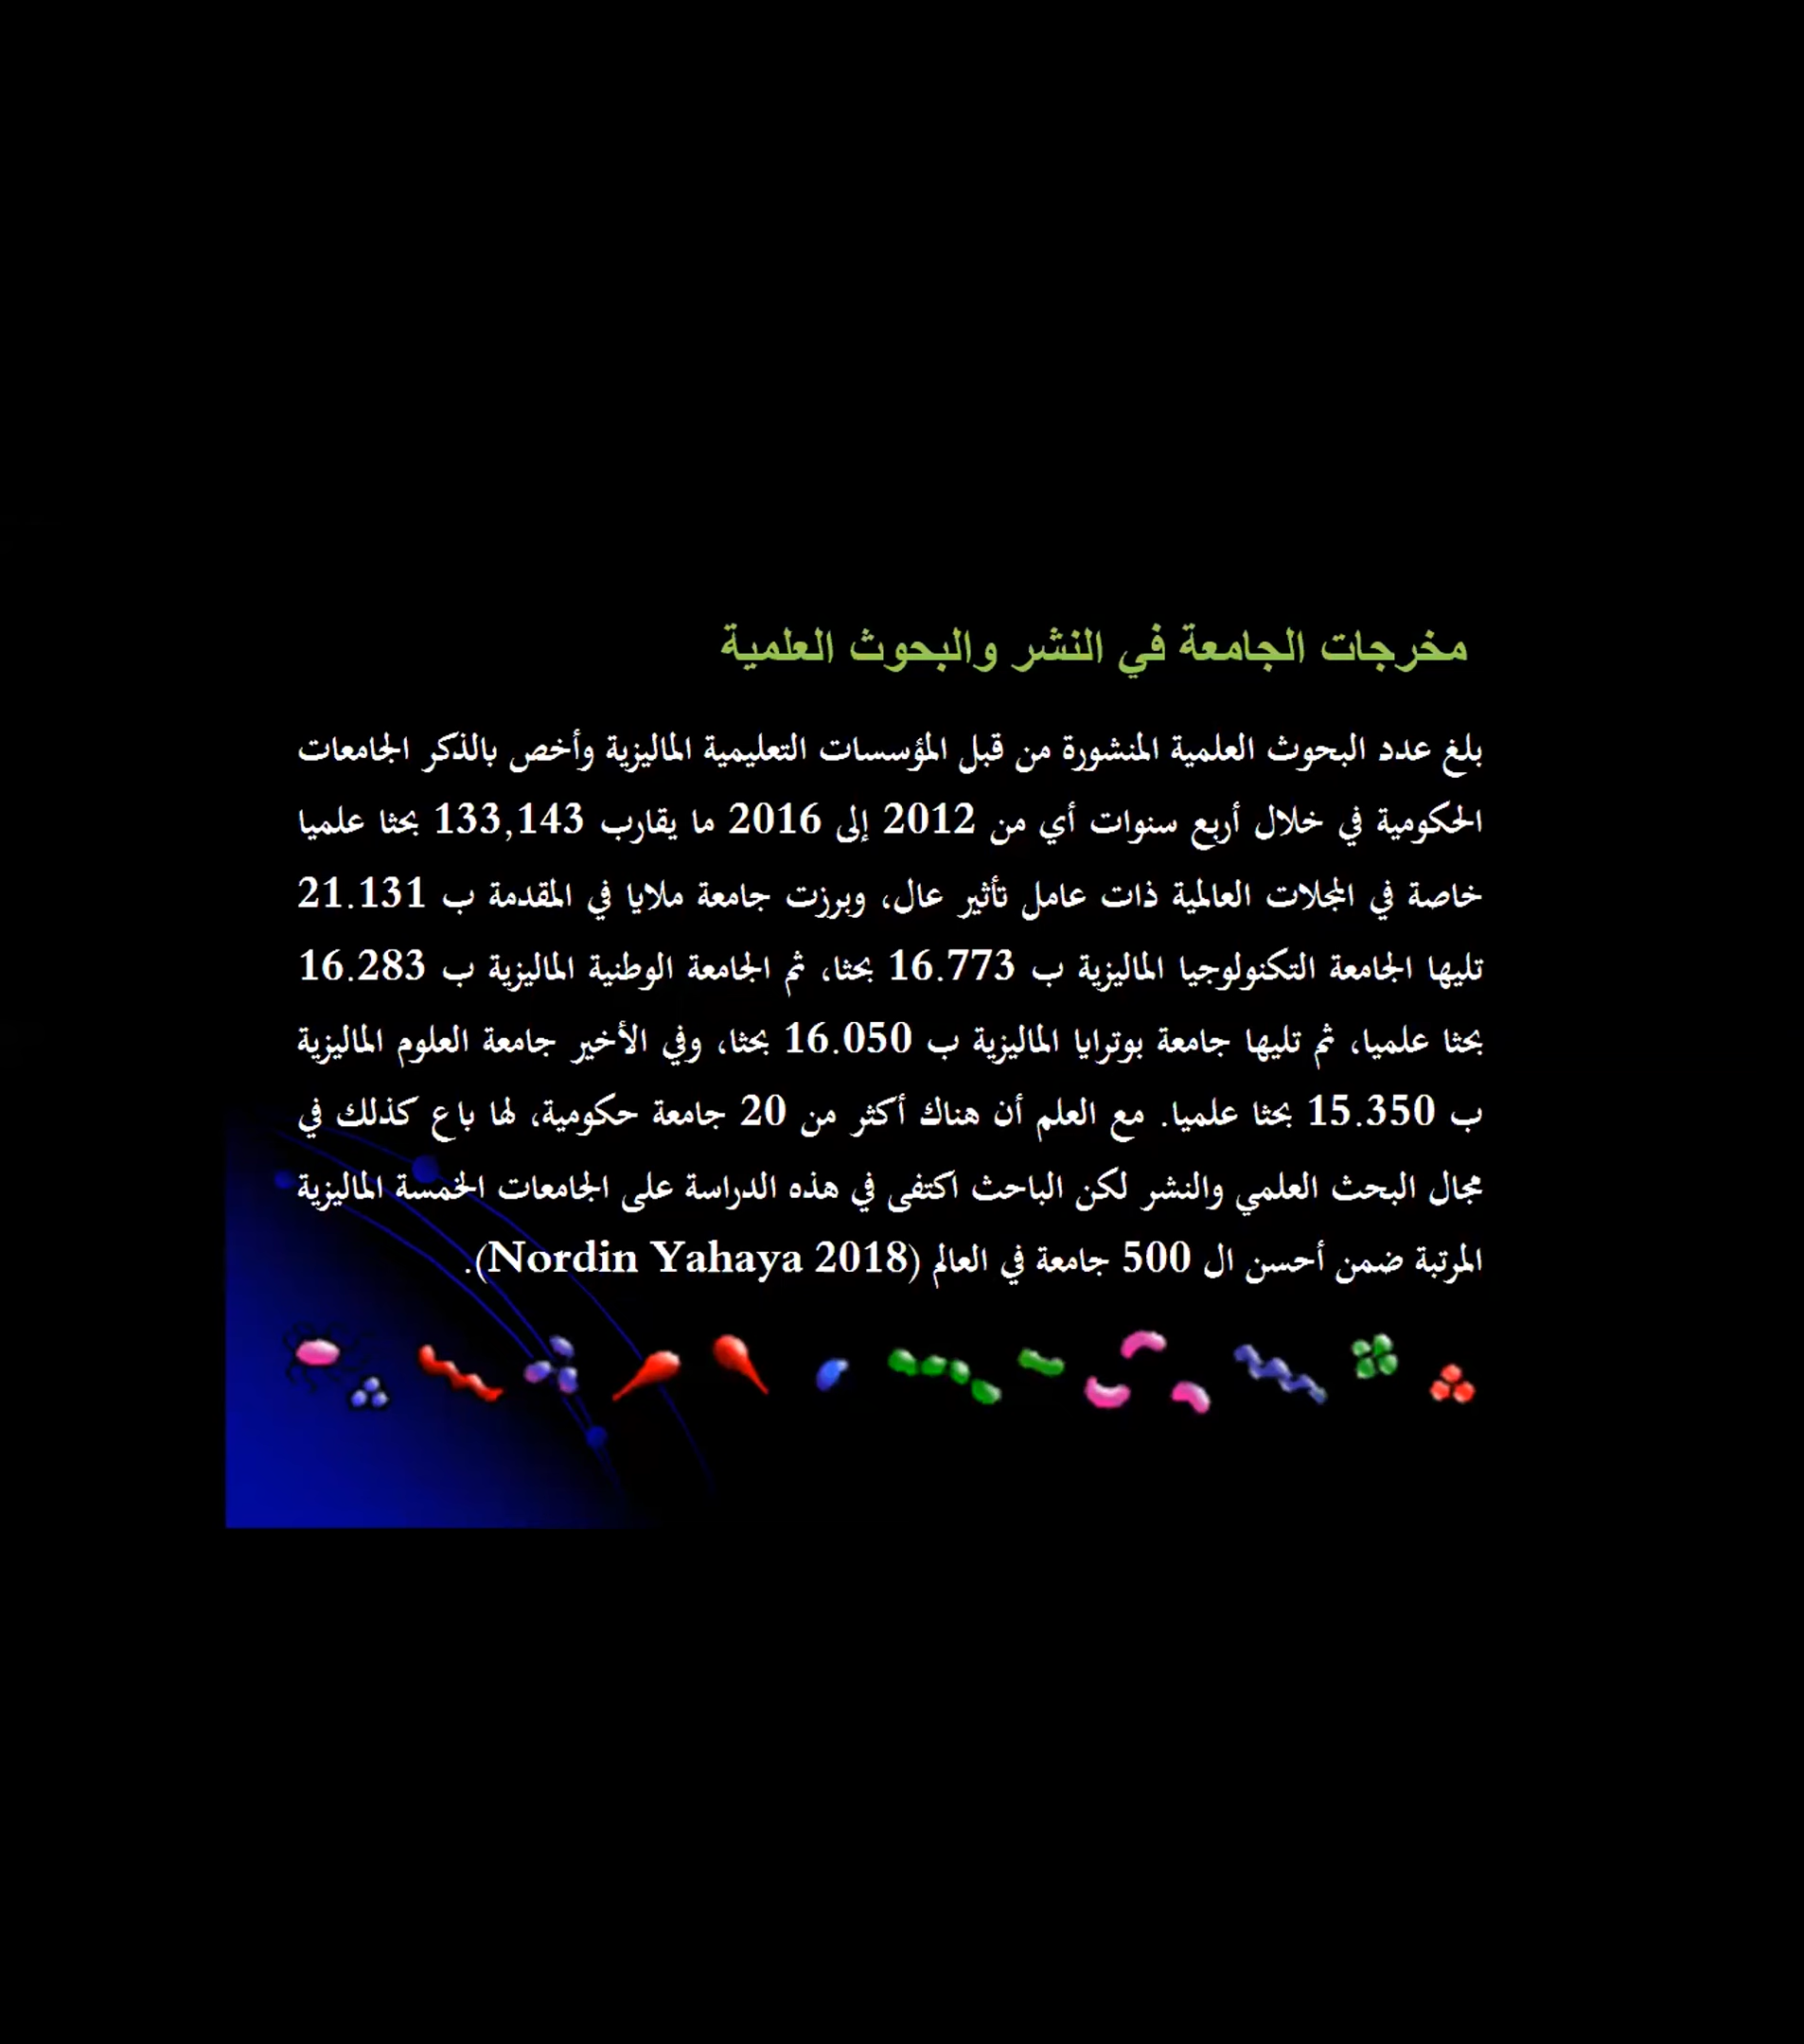 مخرجات الجامعة في النشر والبحوث العلمية
بلغ عدد البحوث العلمية المنشورة من قبل المؤسسات التعليمية الماليزية وأخص بالذكر الجامعات
الحكومية في خلال أربع سنوات أي من 2012 إلى 2016 ما يقارب 133,143 بحثا علميا
خاصة في المجلات العالمية ذات عامل تأثير عال، وبرزت جامعة ملايا في المقدمة ب 21.131
تليها الجامعة التكنولوجيا الماليزية ب 16.773 بحثا، ثم الجامعة الوطنية الماليزية ب 16.283
بحثا علميا، ثم تليها جامعة بوترايا الماليزية ب 16.050 بحثا، وفي الأخير جامعة العلوم الماليزية
ب 15.350 بحثا علميا. مع العلم أن هناك أكثر من 20 جامعة حكومية، لها باع كذلك في
مجال البحث العلمي والنشر لكن الباحث اكتفى في هذه الدراسة على الجامعات الخمسة الماليزية
المرتبة ضمن أحسن ال 500 جامعة في العالم (Nordin Yahaya 2018).